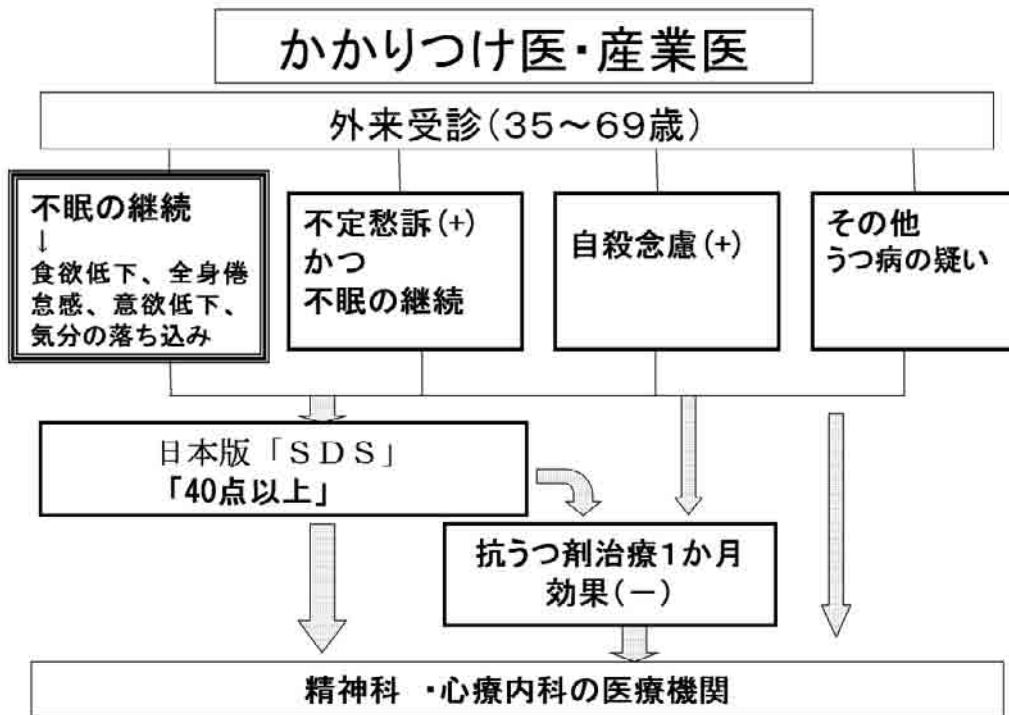 かかりつけ医・産業医
外来受診(35～69歳)
不眠の継続
↓
食欲低下、全身倦
怠感、意欲低下、
気分の落ち込み
不定愁訴(+)
かつ
不眠の継続
自殺念慮(+)
その他
うつ病の疑い
日本版「ＳＤＳ」
「40点以上」
抗うつ剤治療１か月
効果(－)
精神科 ・心療内科の医療機関